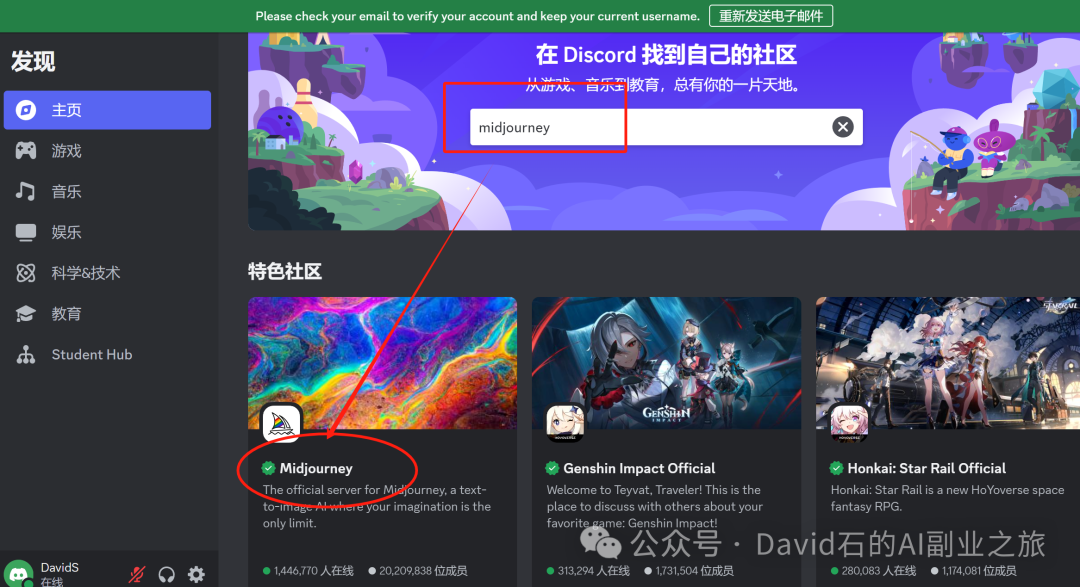 Please check your email to verify your account and keep your current username.
重新发送电子邮件
发现
主页
游戏
音乐
娱乐
科学&技术
教育
Student Hub
DavidS
在线
在 Discord 找到自己的社区
从游戏、音乐到教育，总有你的一片天地。
midjourney
特色社区
Midjourney
The official server for Midjourney, a text-
to-image AI where your imagination is the
only limit.
1,446,770 人在线
20,209,838 位成员
GENSHIN
IMPACT
Genshin Impact Official
Welcome to Teyvat, Traveler! This is the
place to discuss with others about your
favorite game: Genshin Impact!
313,294 人在线
1,731,504 位成员
STAR RAIL
Honkai: Star Rail Official
Honkai: Star Rail is a new HoYoverse space
fantasy RPG.
280,083 人在线
1,174,081 位成员
公众号 · David石的AI副业之旅